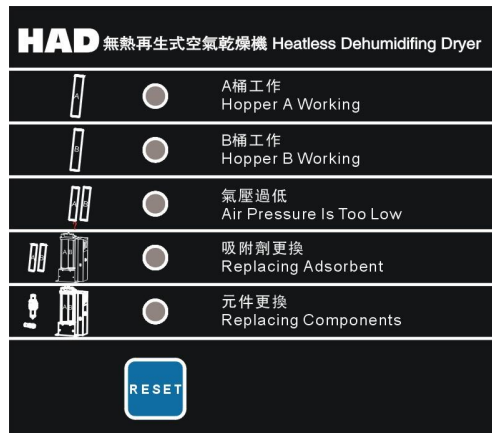 HAD 無熱再生式空氣乾燥機 Heatless Dehumidifing Dryer
A
A桶工作
Hopper A Working
B
B桶工作
Hopper B Working
A B
氣壓過低
Air Pressure Is Too Low
A B A B
吸附劑更換
Replacing Adsorbent
A B
元件更換
Replacing Components
RESET